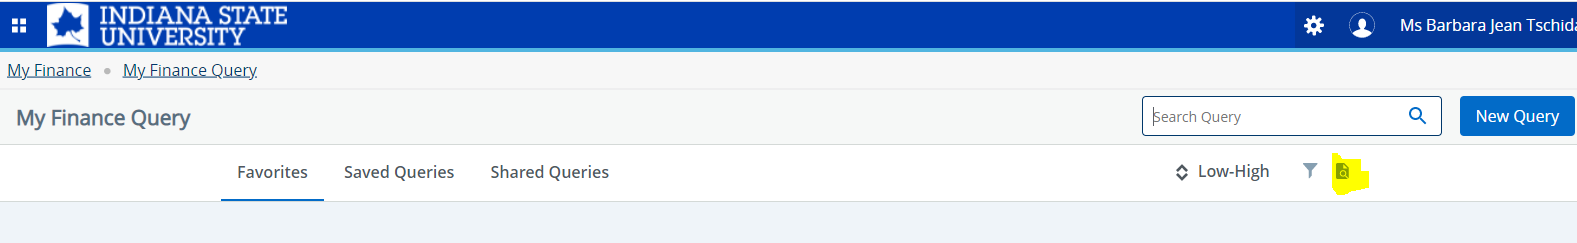 INDIANA STATE
UNIVERSITY
Ms Barbara Jean Tschida
My Finance • My Finance Query
My Finance Query
Search Query
New Query
Favorites Saved Queries Shared Queries Low-High